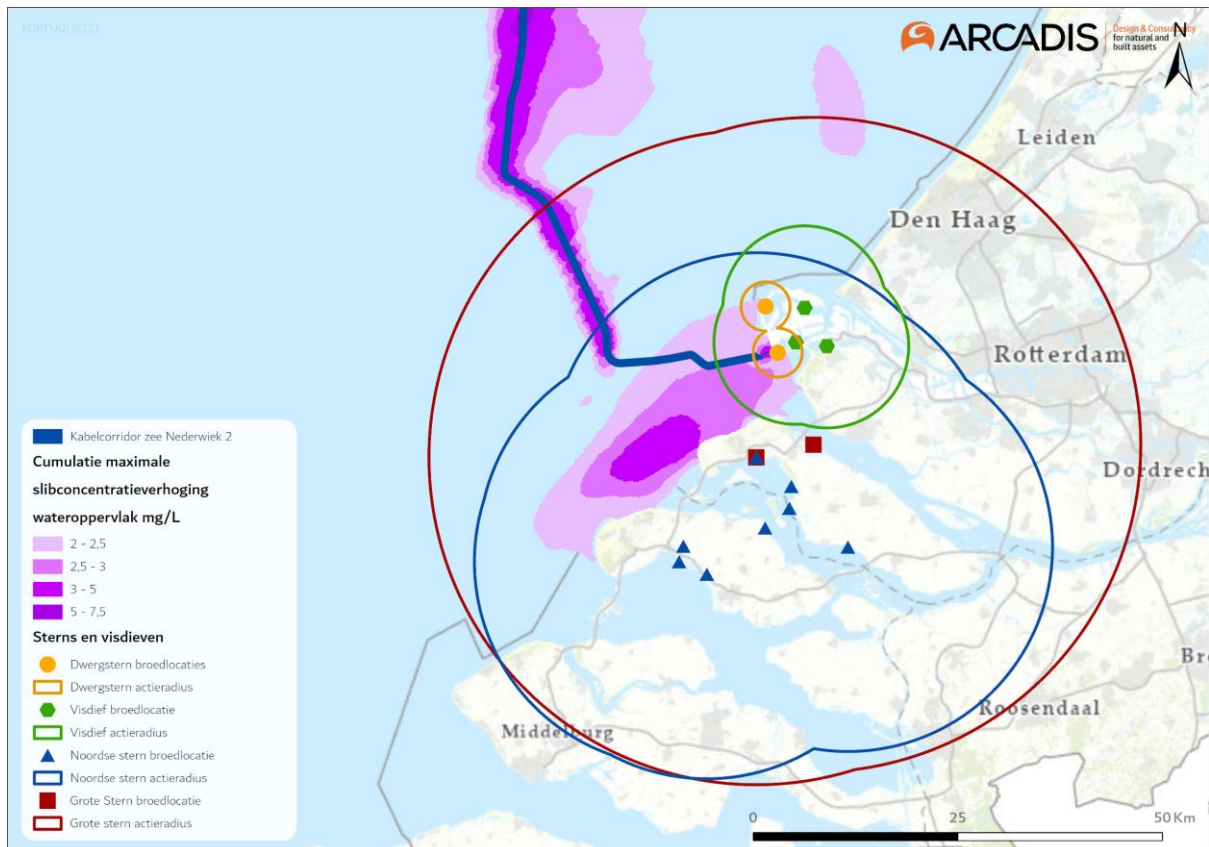 KORTHUU6221
ARCADIS
Design & Consultancy
for natural and
built assets
N
Leiden
Den Haag
Rotterdam
Dordrech
Bre
Roosendaal
Middelburg
Kabelcorridor zee Nederwiek 2
Cumulatie maximale
slibconcentratieverhoging
wateroppervlak mg/L
2 - 2,5
2,5 - 3
3 - 5
5 - 7,5
Sterns en visdieven
Dwergstern broedlocaties
Dwergstern actieradius
Visdief broedlocatie
Visdief actieradius
Noordse stern broedlocatie
Noordse stern actieradius
Grote Stern broedlocatie
Grote stern actieradius
0 25 50 Km